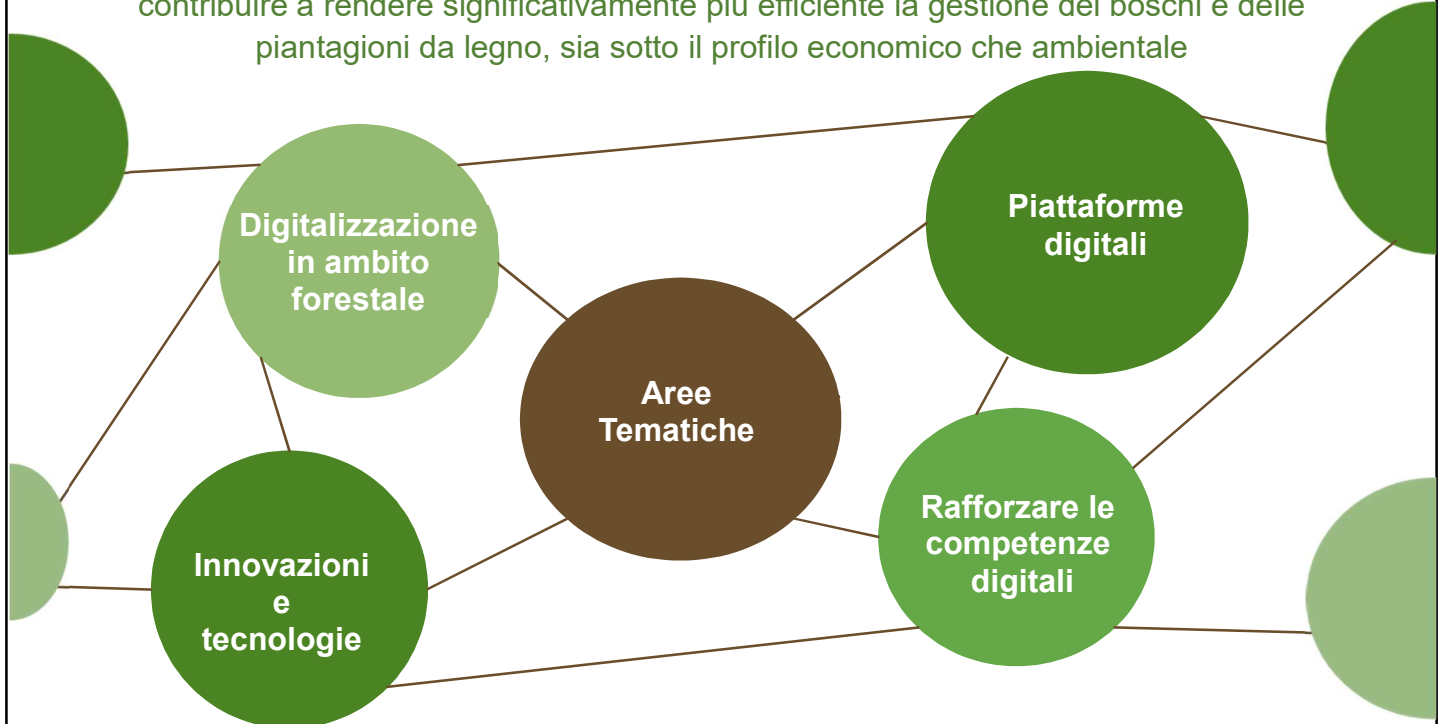 contribuire a rendere significativamente più efficiente la gestione dei boschi e delle
piantagioni da legno, sia sotto il profilo economico che ambientale
Digitalizzazione
in ambito
forestale
Piattaforme
digitali
Aree
Tematiche
Innovazioni
e
tecnologie
Rafforzare le
competenze
digitali